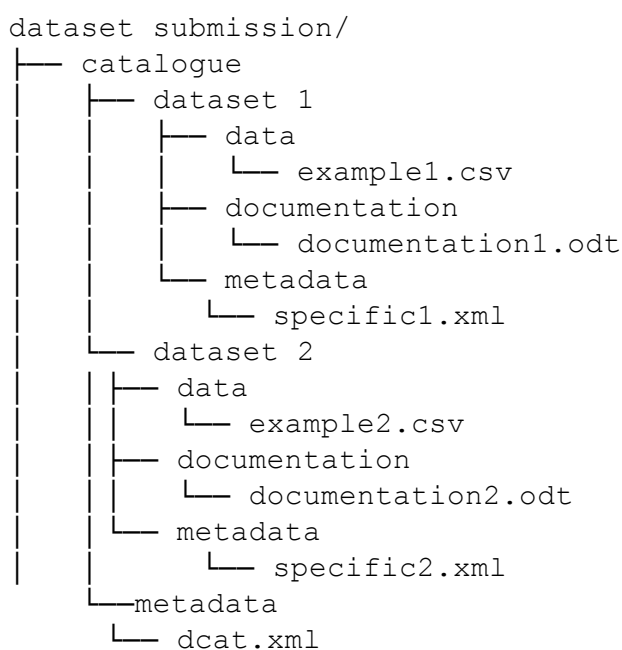 dataset submission/
├── catalogue
│   ├── dataset 1
│   │   ├── data
│   │   │   └── example1.csv
│   │   ├── documentation
│   │   │   └── documentation1.odt
│   │   └── metadata
│   │      └── specific1.xml
│   └── dataset 2
│   │├── data
│   ││   └── example2.csv
│   │├── documentation
│   ││   └── documentation2.odt
│   │└── metadata
│   │      └── specific2.xml
    └──metadata
     └── dcat.xml